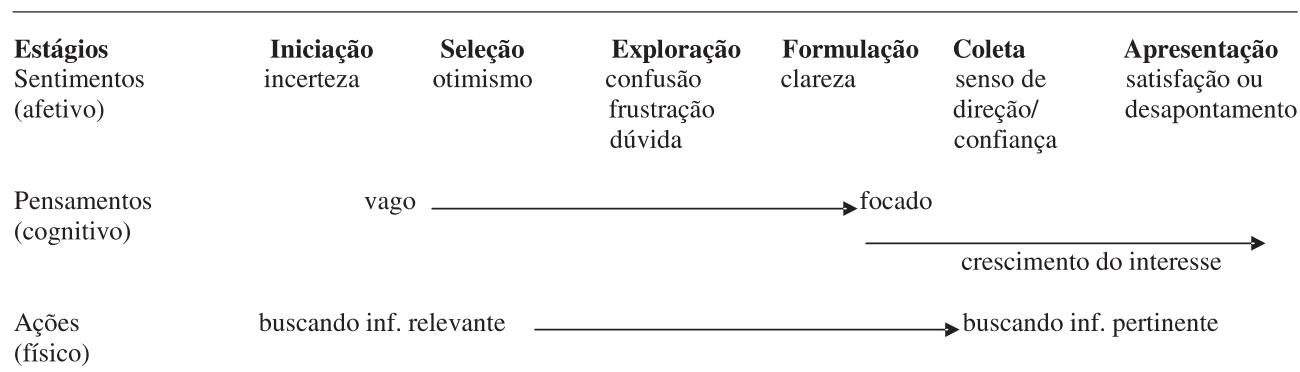 Estágios Iniciação Seleção Exploração Formulação Coleta Apresentação
Sentimentos incerteza otimismo confusão clareza senso de satisfação ou
(afetivo) frustração direção/ desapontamento
dúvida confiança
Pensamentos vago focado
(cognitivo)
crescimento do interesse
Ações buscando inf. relevante buscando inf. pertinente
(físico)